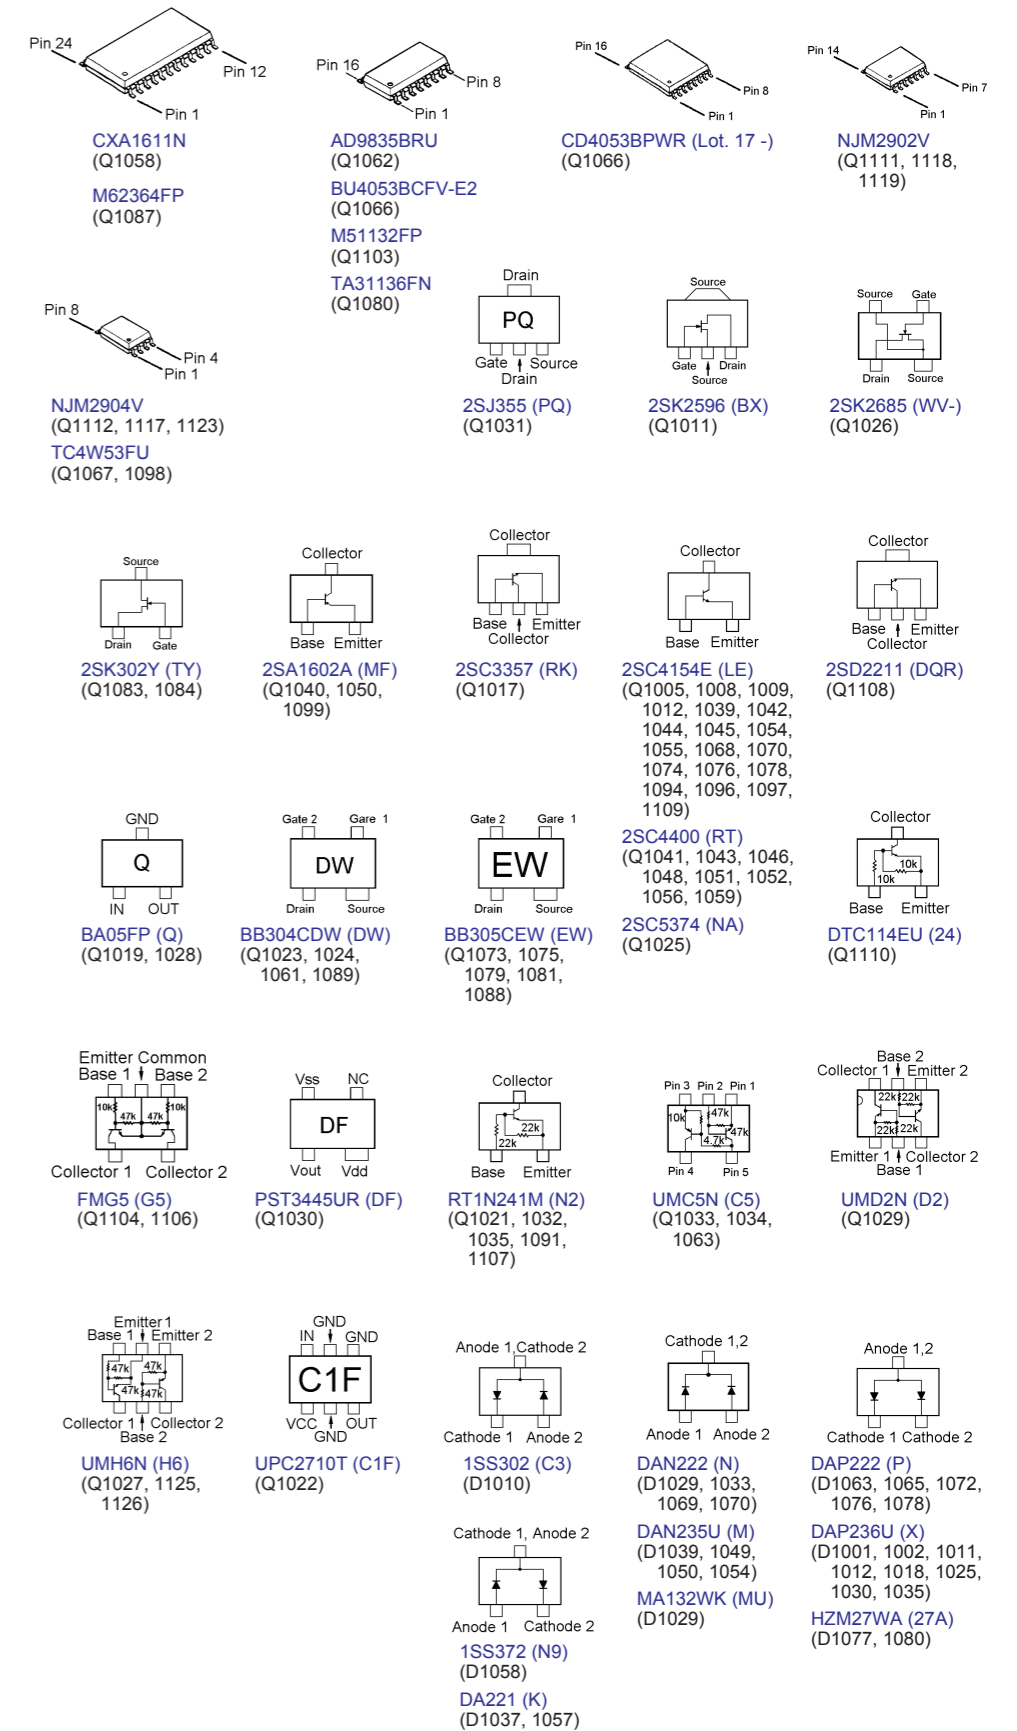 Pin 24
Pin 12
Pin 1
CXA1611N
(Q1058)
M62364FP
(Q1087)
Pin 16
Pin 8
Pin 1
AD9835BRU
(Q1062)
BU4053BCFV-E2
(Q1066)
M51132FP
(Q1103)
TA31136FN
(Q1080)
Pin 16
Pin 8
Pin 1
CD4053BPWR (Lot. 17 -)
(Q1066)
Pin 14
Pin 7
Pin 1
NJM2902V
(Q1111, 1118,
1119)
Pin 8
Pin 4
Pin 1
NJM2904V
(Q1112, 1117, 1123)
TC4W53FU
(Q1067, 1098)
Drain
PQ
Gate Source
Drain
2SJ355 (PQ)
(Q1031)
Source
Gate Drain
Source
2SK2596 (BX)
(Q1011)
Source Gate
Drain Source
2SK2685 (WV-)
(Q1026)
Source
Drain Gate
2SK302Y (TY)
(Q1083, 1084)
Collector
Base Emitter
2SA1602A (MF)
(Q1040, 1050,
1099)
Collector
Base Emitter
Collector
2SC3357 (RK)
(Q1017)
Collector
Base Emitter
2SC4154E (LE)
(Q1005, 1008, 1009,
1012, 1039, 1042,
1044, 1045, 1054,
1055, 1068, 1070,
1074, 1076, 1078,
1094, 1096, 1097,
1109)
2SC4400 (RT)
(Q1041, 1043, 1046,
1048, 1051, 1052,
1056, 1059)
2SC5374 (NA)
(Q1025)
Collector
Base Emitter
Collector
2SD2211 (DQR)
(Q1108)
GND
Q
IN OUT
BA05FP (Q)
(Q1019, 1028)
Gate 2 Gare 1
DW
Drain Source
BB304CDW (DW)
(Q1023, 1024,
1061, 1089)
Gate 2 Gare 1
EW
Drain Source
BB305CEW (EW)
(Q1073, 1075,
1079, 1081,
1088)
Collector
10k
10k
Base Emitter
DTC114EU (24)
(Q1110)
Emitter Common
Base 1 Base 2
10k 10k
47k 47k
Collector 1 Collector 2
FMG5 (G5)
(Q1104, 1106)
Vss NC
DF
Vout Vdd
PST3445UR (DF)
(Q1030)
Collector
22k
22k
Base Emitter
RT1N241M (N2)
(Q1021, 1032,
1035, 1091,
1107)
Pin 3 Pin 2 Pin 1
10k 47k
47k
4.7k
Pin 4 Pin 5
UMC5N (C5)
(Q1033, 1034,
1063)
Base 2
Collector 1 Emitter 2
22k 22k
22k 22k
Emitter 1 Collector 2
Base 1
UMD2N (D2)
(Q1029)
Emitter 1
Base 1 Emitter 2
47k 47k
47k 47k
Collector 1 Collector 2
Base 2
UMH6N (H6)
(Q1027, 1125,
1126)
GND
IN GND
C1F
VCC OUT
GND
UPC2710T (C1F)
(Q1022)
Anode 1,Cathode 2
Cathode 1 Anode 2
1SS302 (C3)
(D1010)
Cathode 1, Anode 2
Anode 1 Cathode 2
1SS372 (N9)
(D1058)
DA221 (K)
(D1037, 1057)
Cathode 1,2
Anode 1 Anode 2
DAN222 (N)
(D1029, 1033,
1069, 1070)
DAN235U (M)
(D1039, 1049,
1050, 1054)
MA132WK (MU)
(D1029)
Anode 1,2
Cathode 1 Cathode 2
DAP222 (P)
(D1063, 1065, 1072,
1076, 1078)
DAP236U (X)
(D1001, 1002, 1011,
1012, 1018, 1025,
1030, 1035)
HZM27WA (27A)
(D1077, 1080)